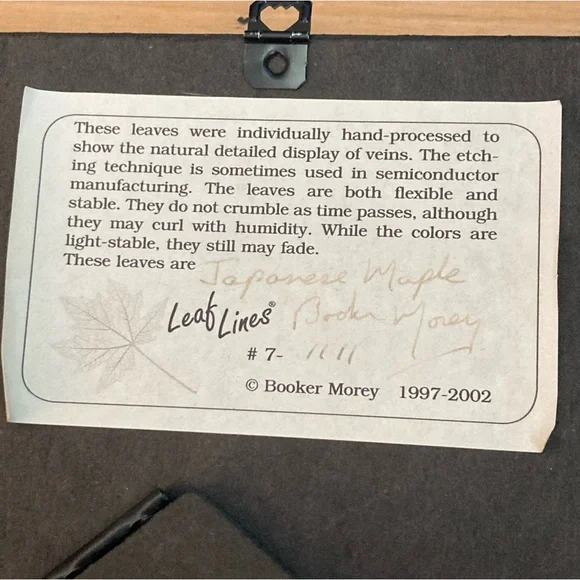 These leaves were individually hand-processed to
show the natural detailed display of veins. The etch-
ing technique is sometimes used in semiconductor
manufacturing. The leaves are both flexible and
stable. They do not crumble as time passes, although
they may curl with humidity. While the colors are
light-stable, they still may fade.
These leaves are Japanese Maple
Leaf Lines® Booker Morey
# 7- 1111
© Booker Morey 1997-2002